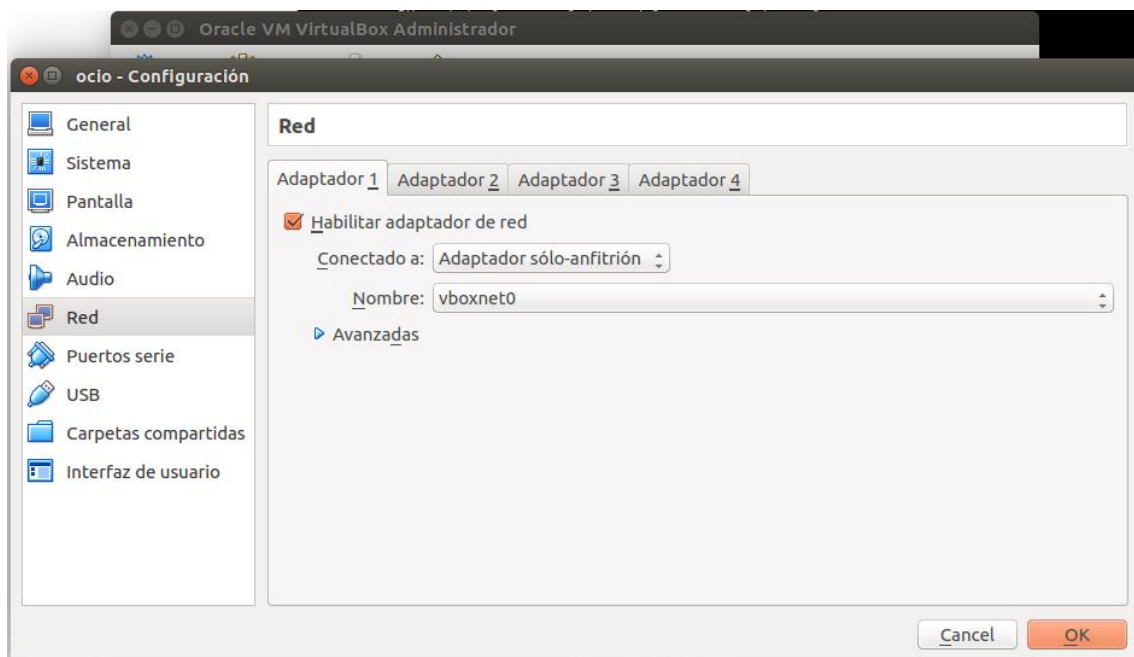 Oracle VM VirtualBox Administrador
ocio - Configuración
General
Sistema
Pantalla
Almacenamiento
Audio
Red
Puertos serie
USB
Carpetas compartidas
Interfaz de usuario
Red
Adaptador 1 Adaptador 2 Adaptador 3 Adaptador 4
Habilitar adaptador de red
Conectado a: Adaptador sólo-anfitrión
Nombre: vboxnet0
Avanzadas
Cancel OK